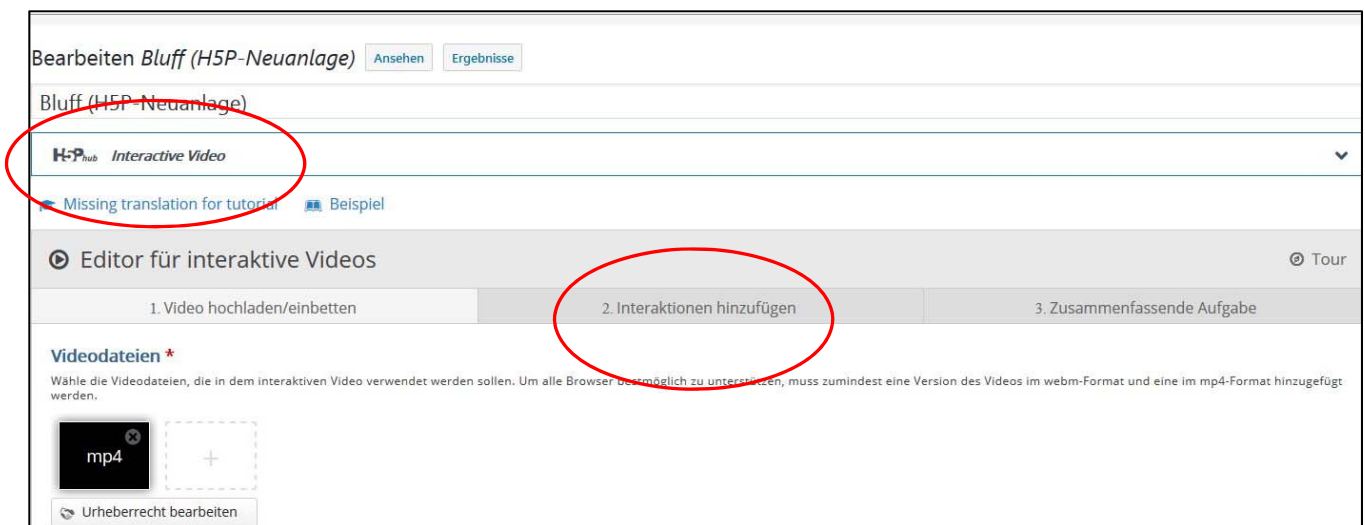 Bearbeiten Bluff (H5P-Neuanlage) Ansehen Ergebnisse
Bluff (H5P-Neuanlage)
H5P hub Interactive Video
Missing translation for tutorial Beispiel
Editor für interaktive Videos Tour
1. Video hochladen/einbetten 2. Interaktionen hinzufügen 3. Zusammenfassende Aufgabe
Videodateien *
Wähle die Videodateien, die in dem interaktiven Video verwendet werden sollen. Um alle Browser bestmöglich zu unterstützen, muss zumindest eine Version des Videos im webm-Format und eine im mp4-Format hinzugefügt
werden.
mp4
Urheberrecht bearbeiten